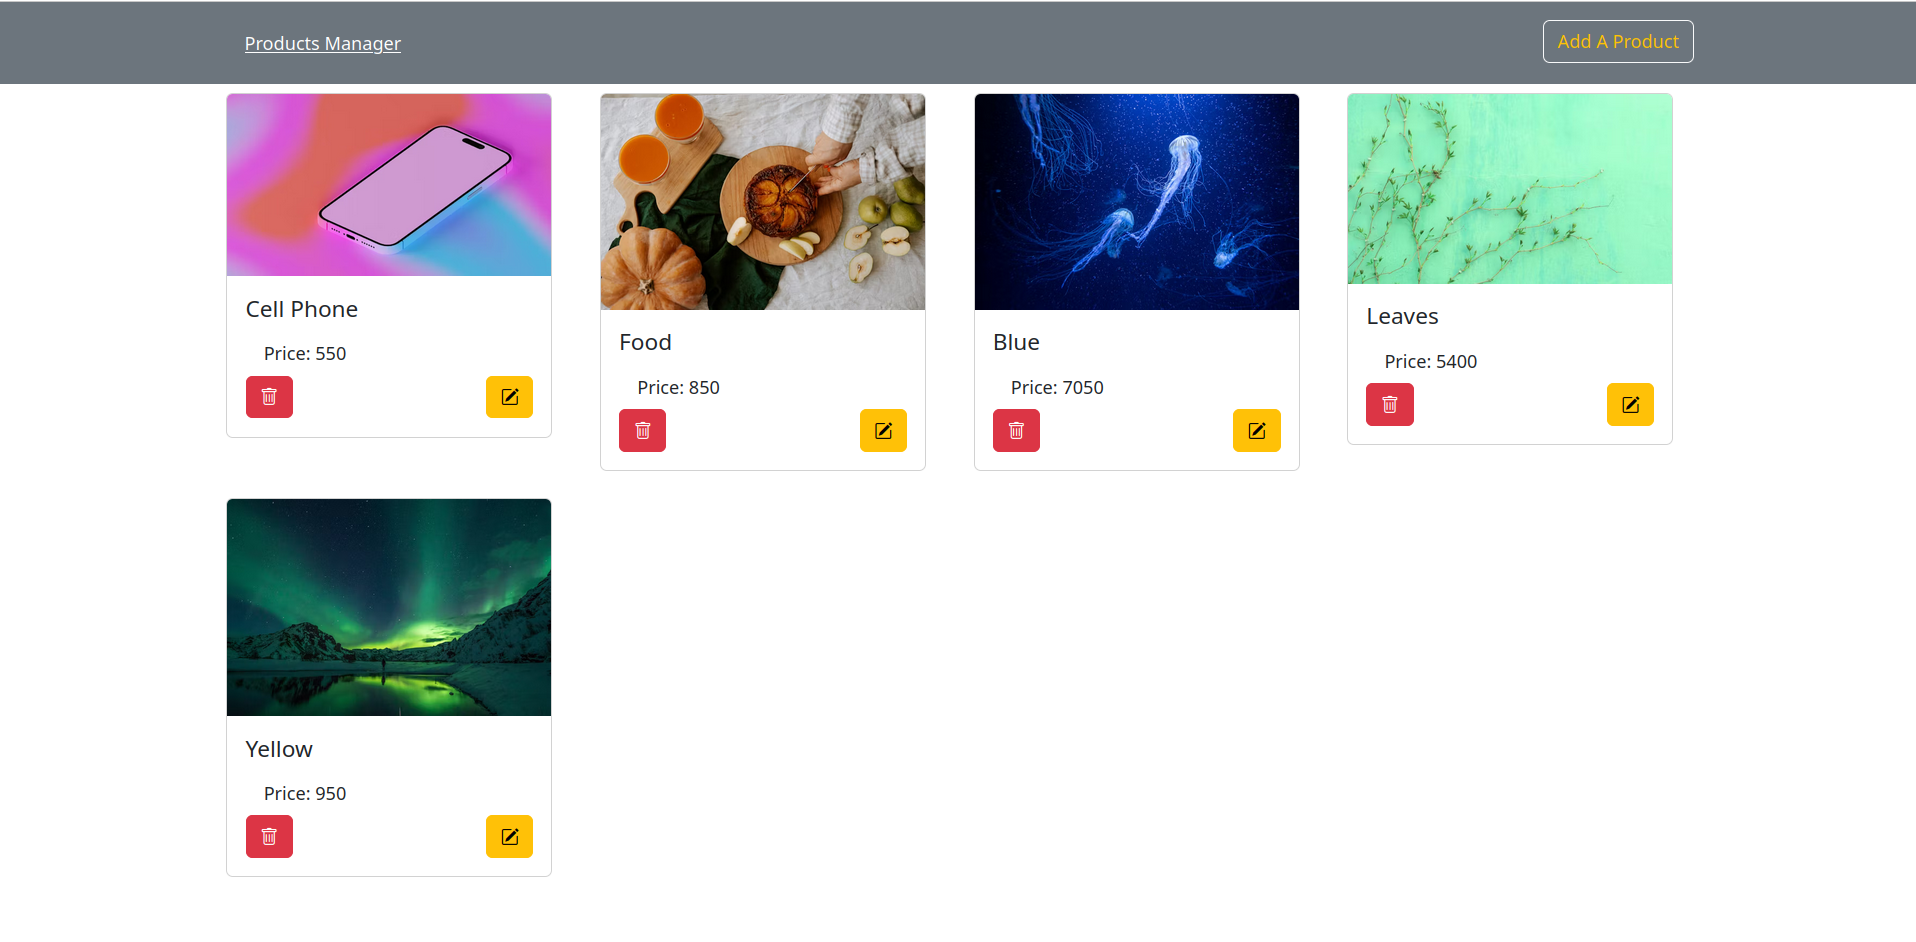 Products Manager
Add A Product
Cell Phone
Price: 550
Food
Price: 850
Blue
Price: 7050
Leaves
Price: 5400
Yellow
Price: 950